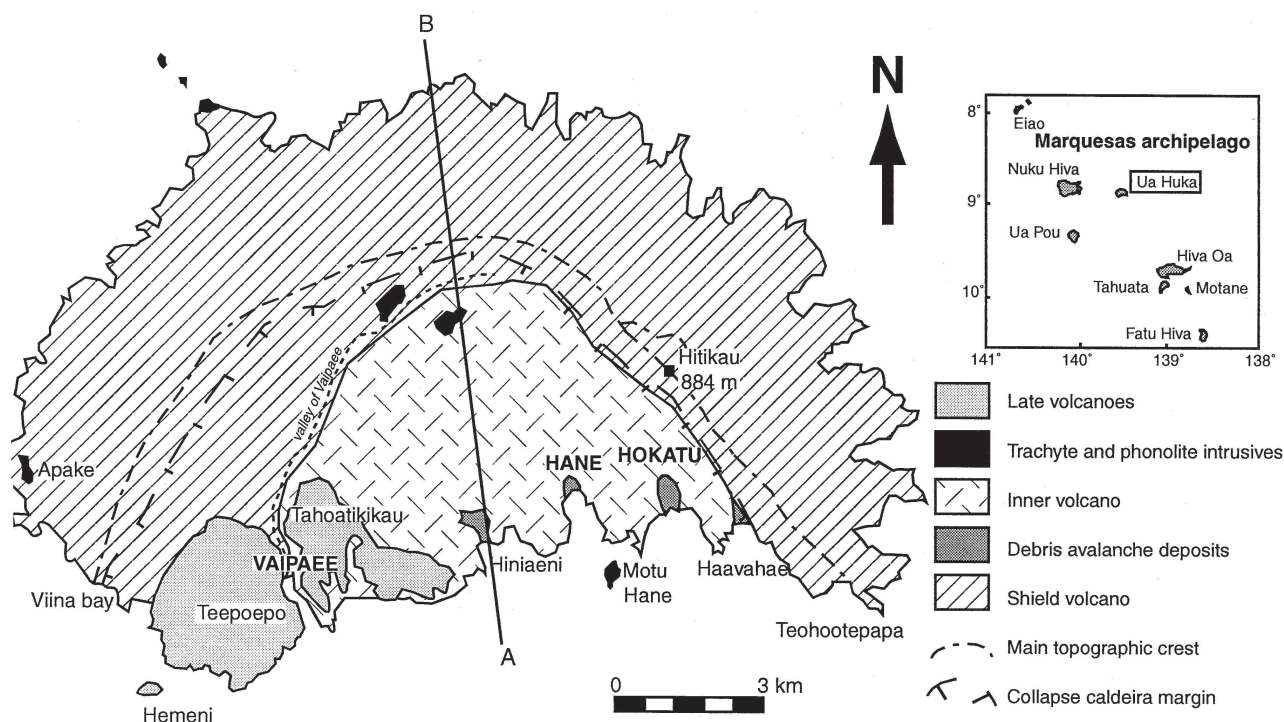 B
N
8°
Eiao
Marquesas archipelago
Nuku Hiva
Ua Huka
9°
Ua Pou
Hiva Oa
Tahuata
Motane
10°
Fatu Hiva
141°
140°
139°
138°
Hitikau
884 m
valley of Vaipaee
Apake
HANE
HOKATU
Tahoatikikau
VAIPAEE
Hiniaeni
Motu
Hane
Haavahae
Viina bay
Teepoepo
Teohootepapa
A
Hemeni
0
3 km
Late volcanoes
Trachyte and phonolite intrusives
Inner volcano
Debris avalanche deposits
Shield volcano
Main topographic crest
Collapse caldeira margin